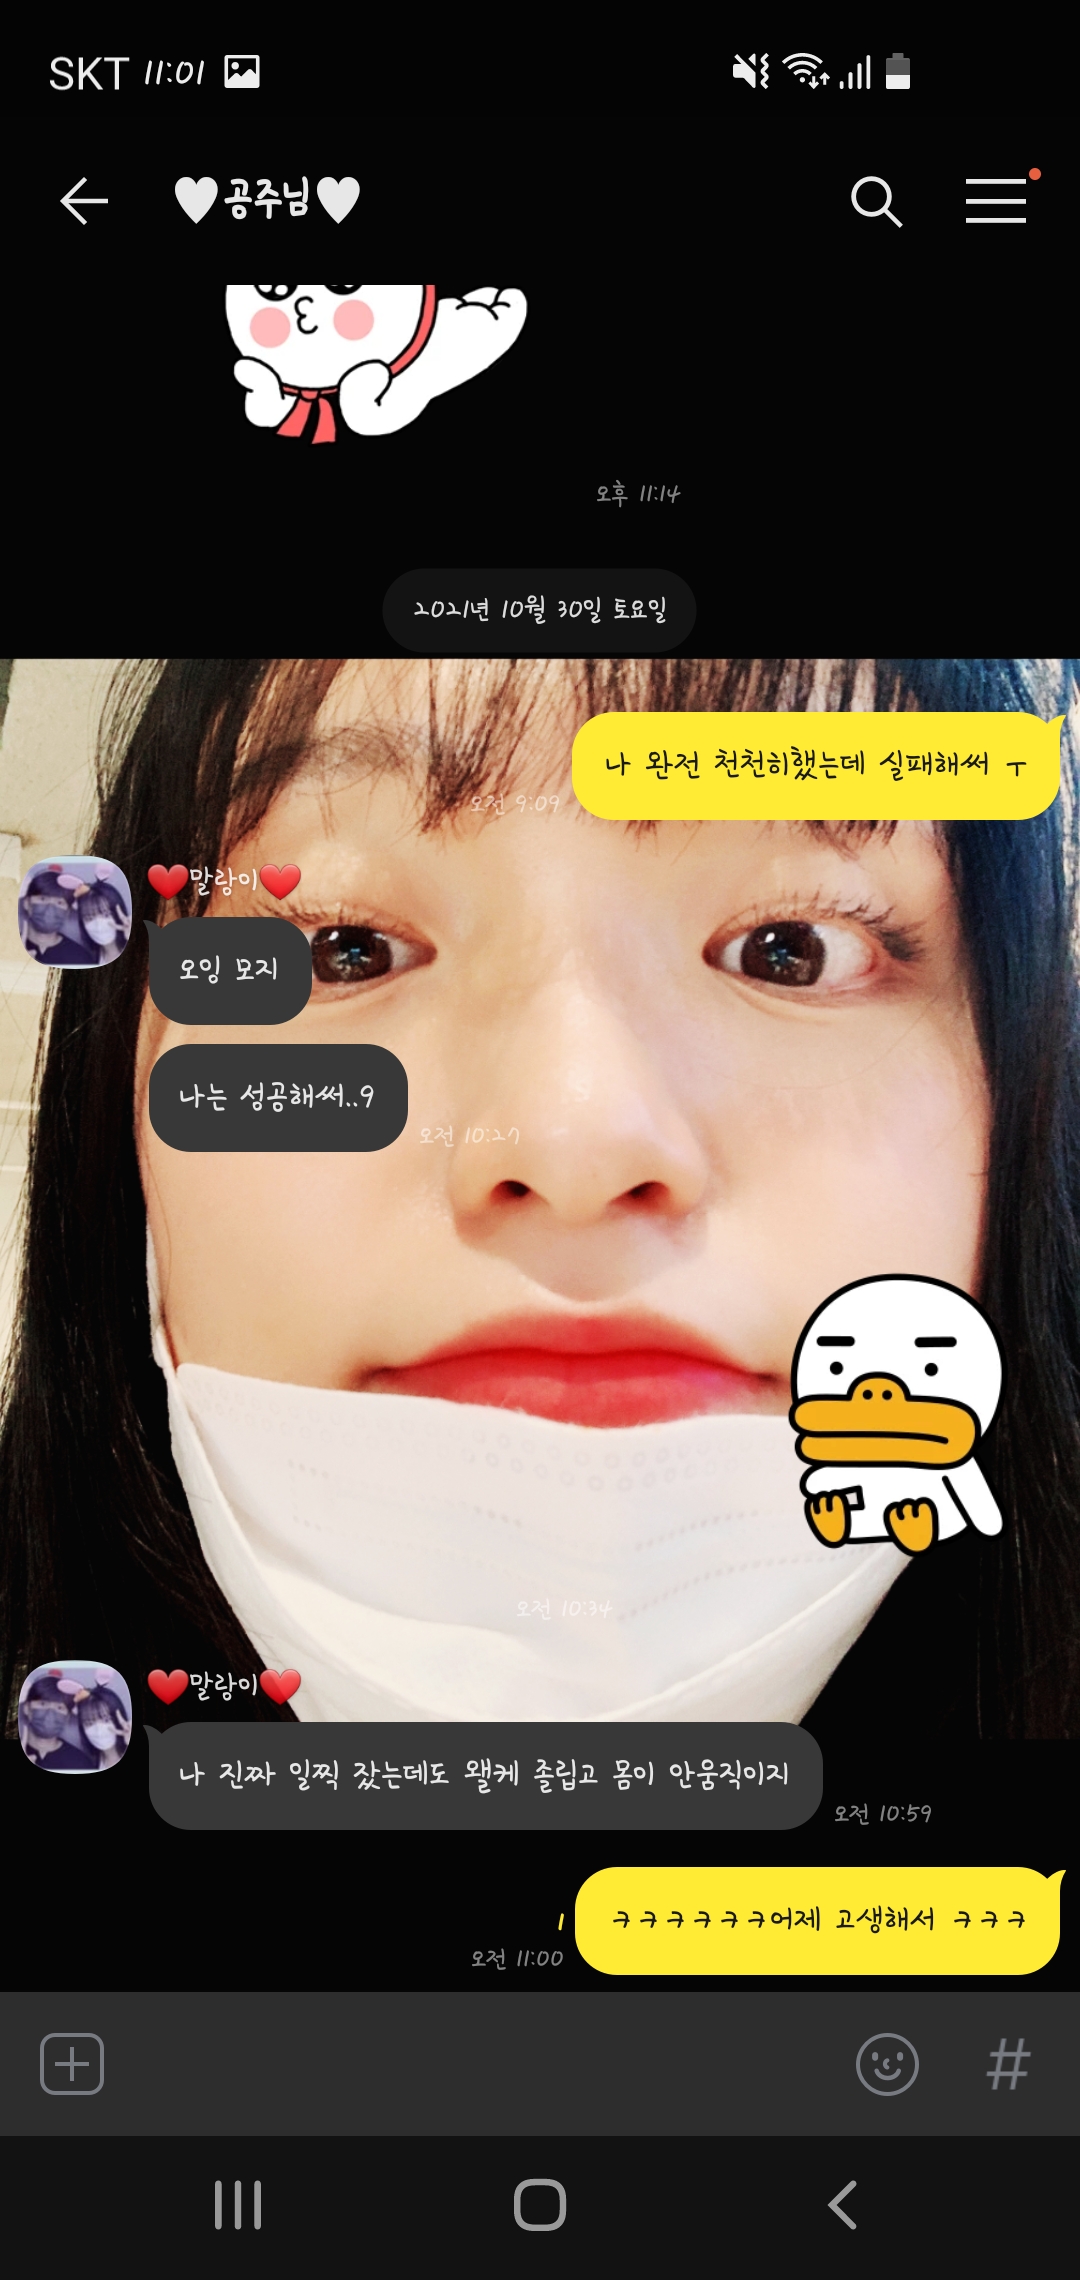 SKT 11:01
♥공주님♥
오후 11:14
2021년 10월 30일 토요일
나 완전 천천히했는데 실패해써 ㅜ
오전 9:09
❤말랑이❤
오잉 모지
나는 성공해써..9
오전 10:27
오전 10:34
❤말랑이❤
나 진짜 일찍 잤는데도 왤케 졸립고 몸이 안움직이지
오전 10:59
ㅋㅋㅋㅋㅋㅋ어제 고생해서 ㅋㅋㅋ
1
오전 11:00
#